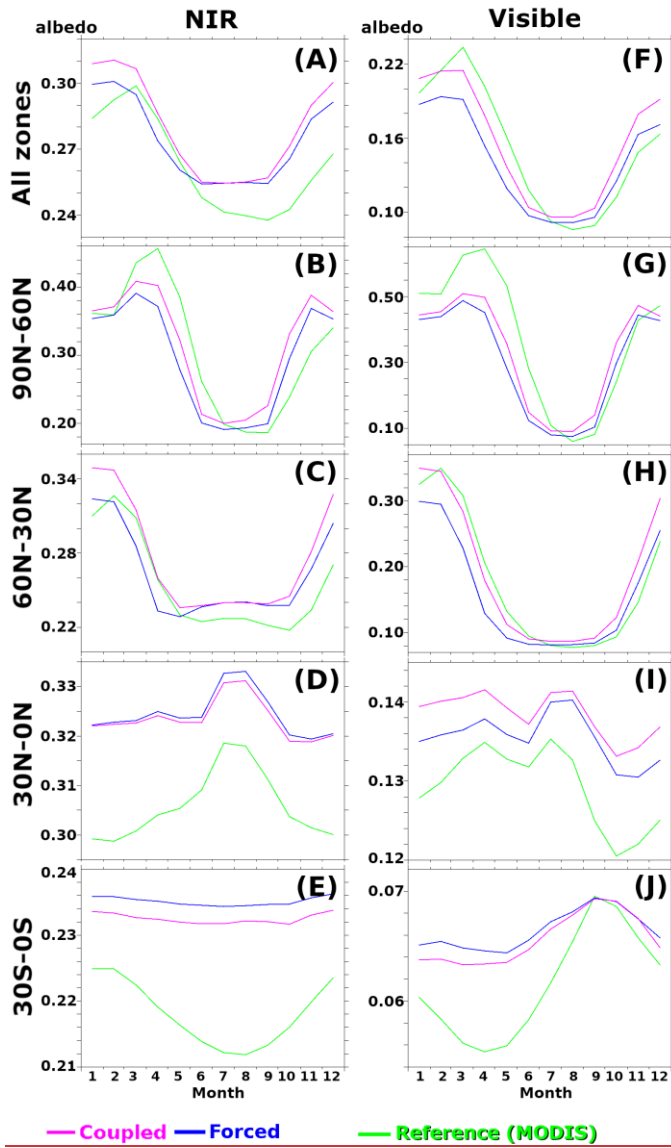 NIR Visible
albedo albedo
All zones
(A)
0.30
0.27
0.24
(F)
0.22
0.16
0.10
90N-60N
(B)
0.40
0.30
0.20
(G)
0.50
0.30
0.10
60N-30N
(C)
0.34
0.28
0.22
(H)
0.30
0.20
0.10
30N-0N
(D)
0.33
0.32
0.31
0.30
(I)
0.14
0.13
0.12
30S-0S
(E)
0.24
0.23
0.22
0.21
(J)
0.07
0.06
1 2 3 4 5 6 7 8 9 10 11 12
Month
1 2 3 4 5 6 7 8 9 10 11 12
Month
Coupled Forced Reference (MODIS)